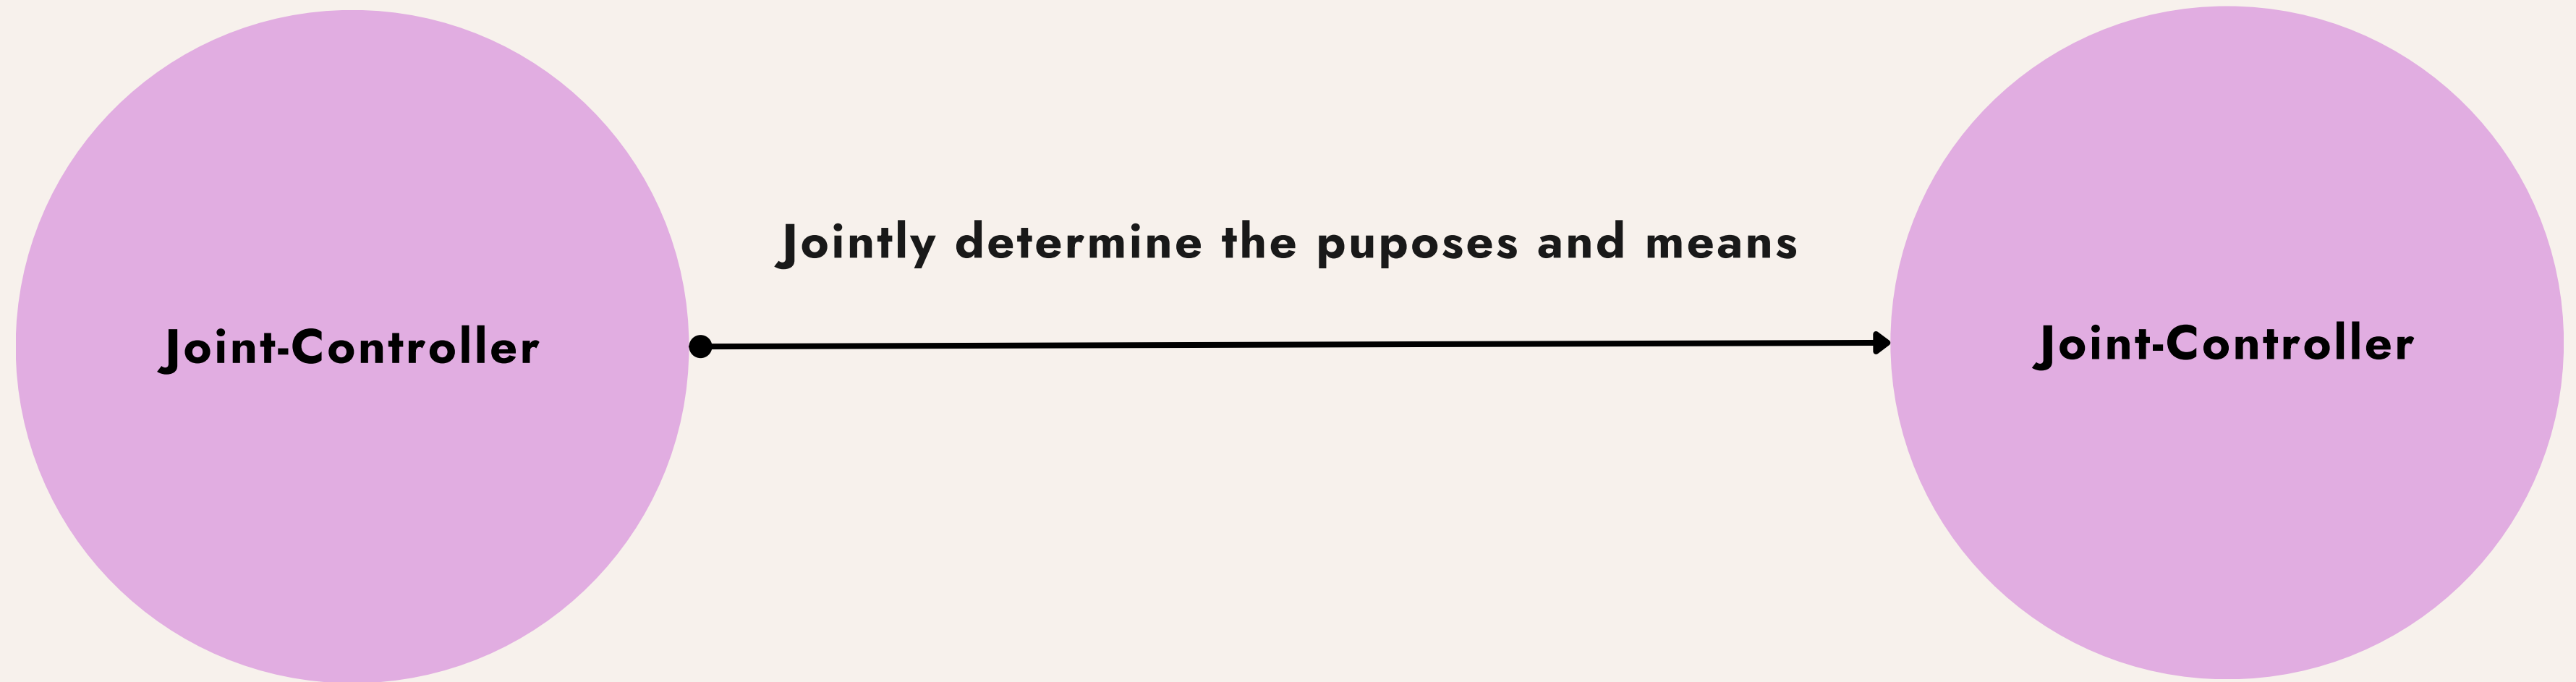 Jointly determine the puposes and means
Joint-Controller
Joint-Controller